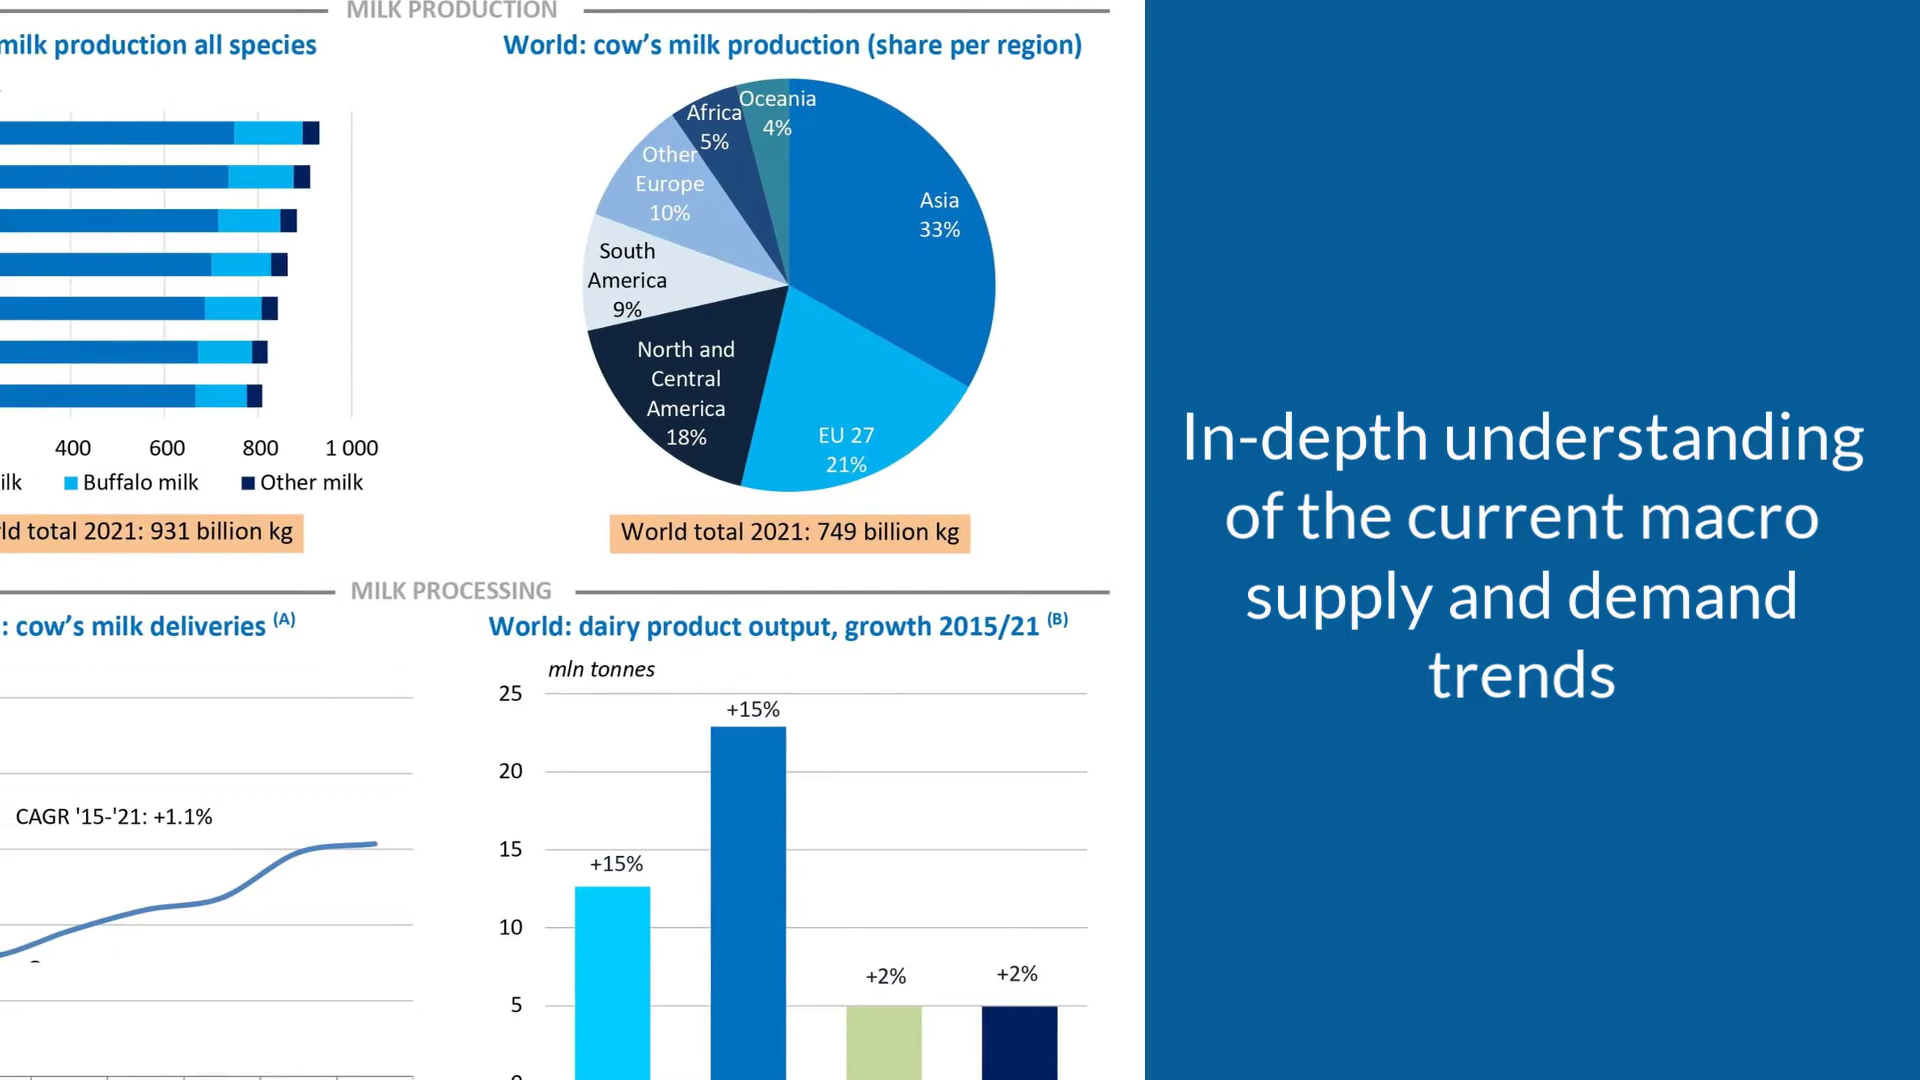 MILK PRODUCTION
milk production all species
400 600 800 1 000
ilk Buffalo milk Other milk
ld total 2021: 931 billion kg
World: cow’s milk production (share per region)
Oceania
4%
Africa
5%
Other
Europe
10%
South
America
9%
North and
Central
America
18%
EU 27
21%
Asia
33%
World total 2021: 749 billion kg
MILK PROCESSING
: cow’s milk deliveries (A)
CAGR '15-'21: +1.1%
World: dairy product output, growth 2015/21 (B)
mln tonnes
25
20
15
10
5
0
+15%
+15%
+2%
+2%
In-depth understanding
of the current macro
supply and demand
trends